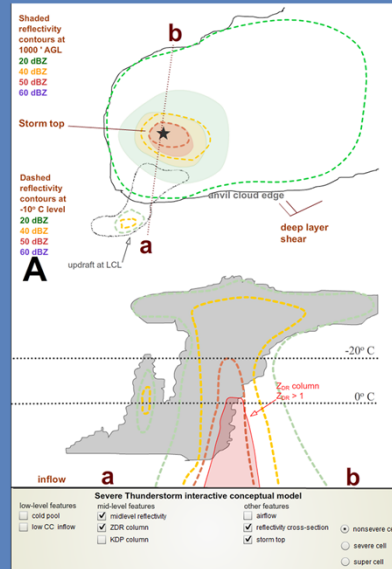 Shaded
reflectivity
contours at
1000 ' AGL
20 dBZ
40 dBZ
50 dBZ
60 dBZ
b
Storm top
Dashed
reflectivity
contours at
-10° C level
20 dBZ
40 dBZ
50 dBZ
60 dBZ
anvil cloud edge
deep layer
shear
a
updraft at LCL
A
-20° C
ZDR column
ZDR > 1
0° C
inflow
a
b
Severe Thunderstorm interactive conceptual model
low-level features
cold pool
low CC inflow
mid-level features
midlevel reflectivity
ZDR column
KDP column
other features
airflow
reflectivity cross-section
storm top
nonsevere
severe cell
super cell